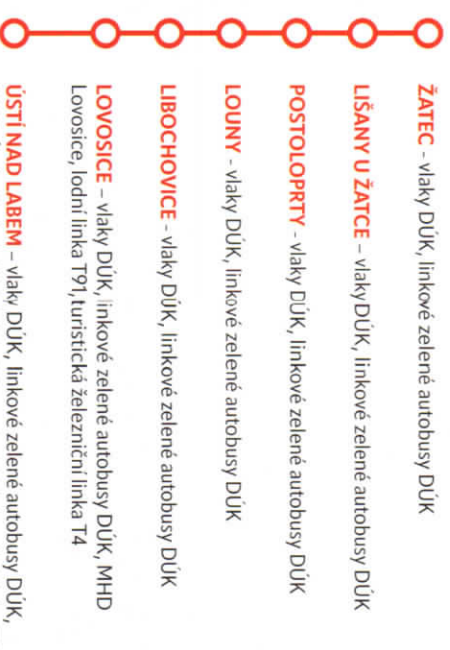 ŽATEC - vlaky DÚK, linkové zelené autobusy DÚK
LIŠANY U ŽATCE – vlaky DÚK, linkové zelené autobusy DÚK
POSTOLOPRTY - vlaky DÚK, linkové zelené autobusy DÚK
LOUNY - vlaky DÚK, linkové zelené autobusy DÚK
LIBOCHOVICE - vlaky DÚK, linkové zelené autobusy DÚK
LOVOSICE – vlaky DÚK, linkové zelené autobusy DÚK, MHD
Lovosice, lodní linka T91, turistická železniční linka T4
ÚSTÍ NAD LABEM – vlaky DÚK, linkové zelené autobusy DÚK,